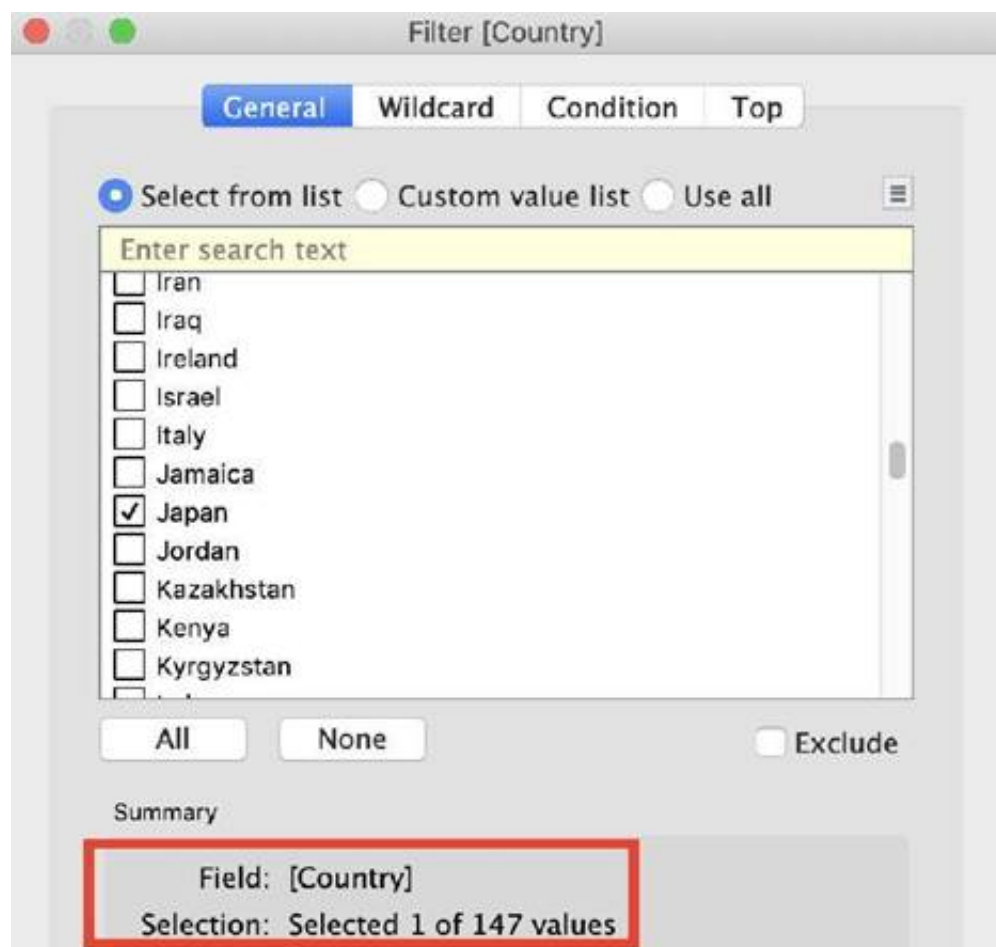 Filter [Country]
General Wildcard Condition Top
Select from list Custom value list Use all
Enter search text
Iran
Iraq
Ireland
Israel
Italy
Jamaica
Japan
Jordan
Kazakhstan
Kenya
Kyrgyzstan
All None Exclude
Summary
Field: [Country]
Selection: Selected 1 of 147 values